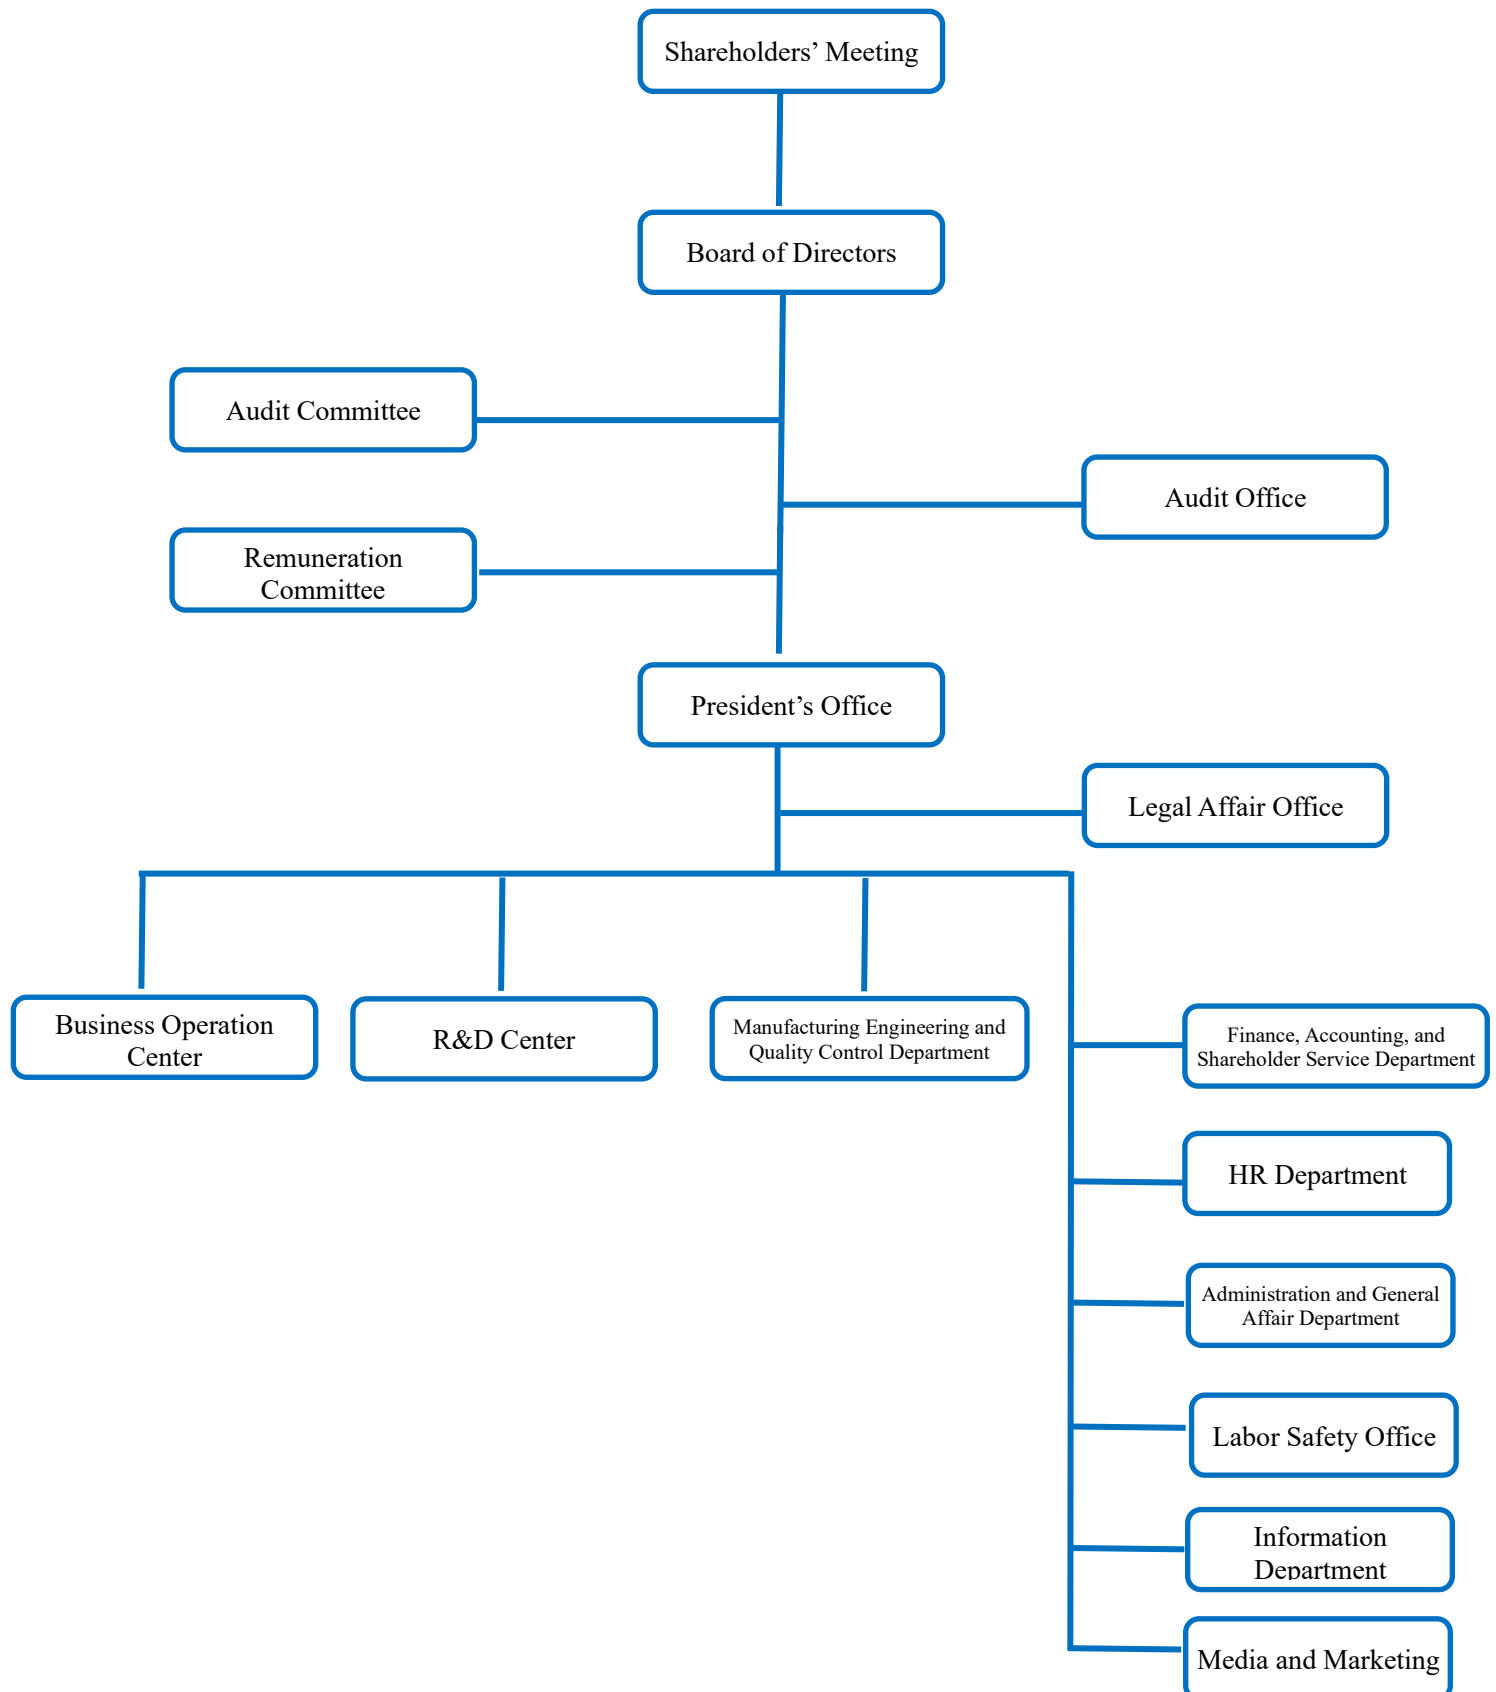 Shareholders’ Meeting
Board of Directors
Audit Committee
Audit Office
Remuneration
Committee
President’s Office
Legal Affair Office
Business Operation
Center
R&D Center
Manufacturing Engineering and
Quality Control Department
Finance, Accounting, and
Shareholder Service Department
HR Department
Administration and General
Affair Department
Labor Safety Office
Information
Department
Media and Marketing